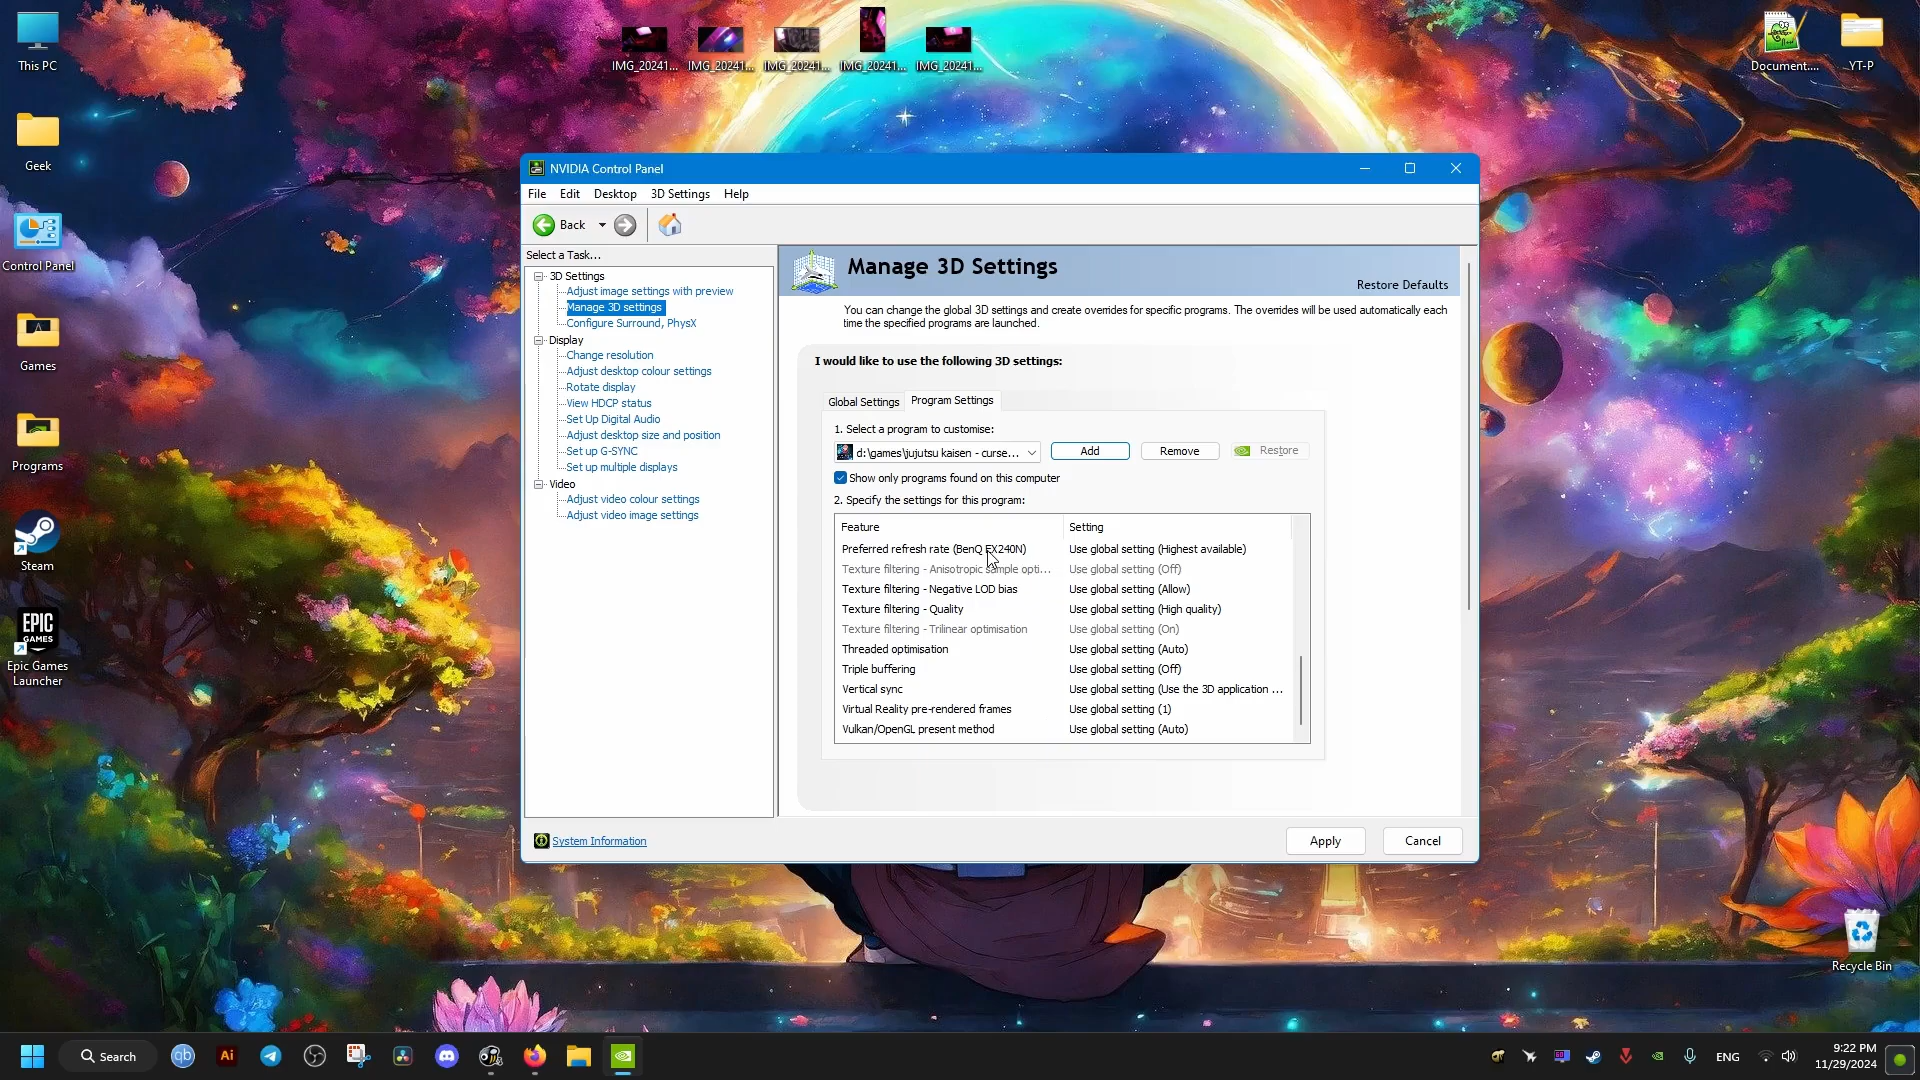 This PC
IMG_20241...
IMG_20241...
IMG_20241...
IMG_20241...
IMG_20241...
Document....
YT-P
Geek
Control Panel
Games
Programs
Steam
EPIC
GAMES
Epic Games
Launcher
NVIDIA Control Panel
File Edit Desktop 3D Settings Help
Back
Select a Task...
3D Settings
Adjust image settings with preview
Manage 3D settings
Configure Surround, PhysX
Display
Change resolution
Adjust desktop colour settings
Rotate display
View HDCP status
Set Up Digital Audio
Adjust desktop size and position
Set up G-SYNC
Set up multiple displays
Video
Adjust video colour settings
Adjust video image settings
Manage 3D Settings
Restore Defaults
You can change the global 3D settings and create overrides for specific programs. The overrides will be used automatically each
time the specified programs are launched.
I would like to use the following 3D settings:
Global Settings Program Settings
1. Select a program to customise:
d:\games\jujutsu kaisen - curse... Add Remove Restore
Show only programs found on this computer
2. Specify the settings for this program:
Feature Setting
Preferred refresh rate (BenQ EX240N) Use global setting (Highest available)
Texture filtering - Anisotropic sample opti... Use global setting (Off)
Texture filtering - Negative LOD bias Use global setting (Allow)
Texture filtering - Quality Use global setting (High quality)
Texture filtering - Trilinear optimisation Use global setting (On)
Threaded optimisation Use global setting (Auto)
Triple buffering Use global setting (Off)
Vertical sync Use global setting (Use the 3D application ...
Virtual Reality pre-rendered frames Use global setting (1)
Vulkan/OpenGL present method Use global setting (Auto)
System Information
Apply Cancel
Recycle Bin
Search
qb
Ai
ENG
9:22 PM
11/29/2024